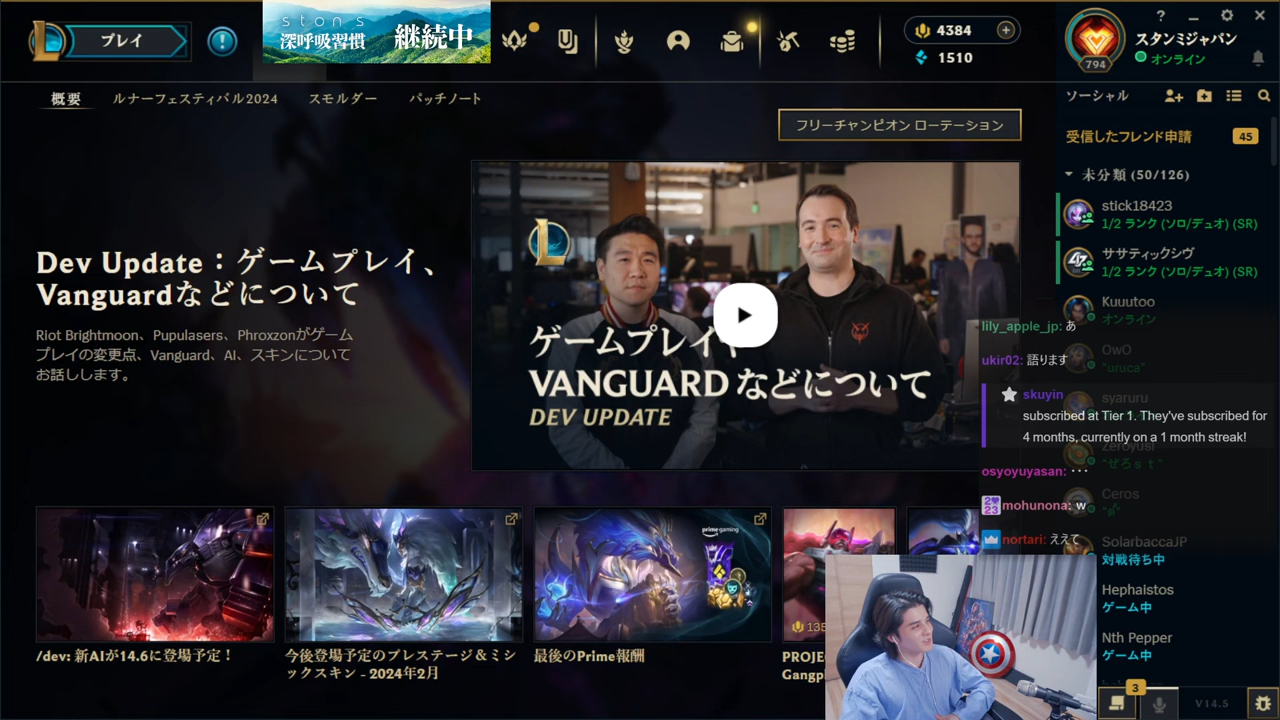 プレイ
ston s
深呼吸習慣 継続中
4384
1510
794
スタンミジャパン
オンライン
概要
ルナーフェスティバル2024
スモルダー
パッチノート
フリーチャンピオン ローテーション
ソーシャル
受信したフレンド申請
45
未分類 (50/126)
stick18423
1/2 ランク (ソロ/デュオ) (SR)
ササティックシヴ
1/2 ランク (ソロ/デュオ) (SR)
Kuuutoo
オンライン
OwO
"uruca"
syaruru
Zeroyusi
"ぜろｓｔ"
Ceros
SolarbaccaJP
対戦待ち中
Hephaistos
ゲーム中
Nth Pepper
ゲーム中
Dev Update：ゲームプレイ、
Vanguardなどについて
Riot Brightmoon、Pupulasers、Phroxzonがゲーム
プレイの変更点、Vanguard、AI、スキンについて
お話しします。
ゲームプレイや
VANGUARD などについて
DEV UPDATE
lily_apple_jp: あ
ukir02: 語ります
skuyin
subscribed at Tier 1. They've subscribed for
4 months, currently on a 1 month streak!
osyoyuyasan: ・・・
mohunona: w
nortari: ええて
prime gaming
135
/dev: 新AIが14.6に登場予定！
今後登場予定のプレステージ＆ミシ
ックスキン - 2024年2月
最後のPrime報酬
PROJE
Gangp
3
V14.5